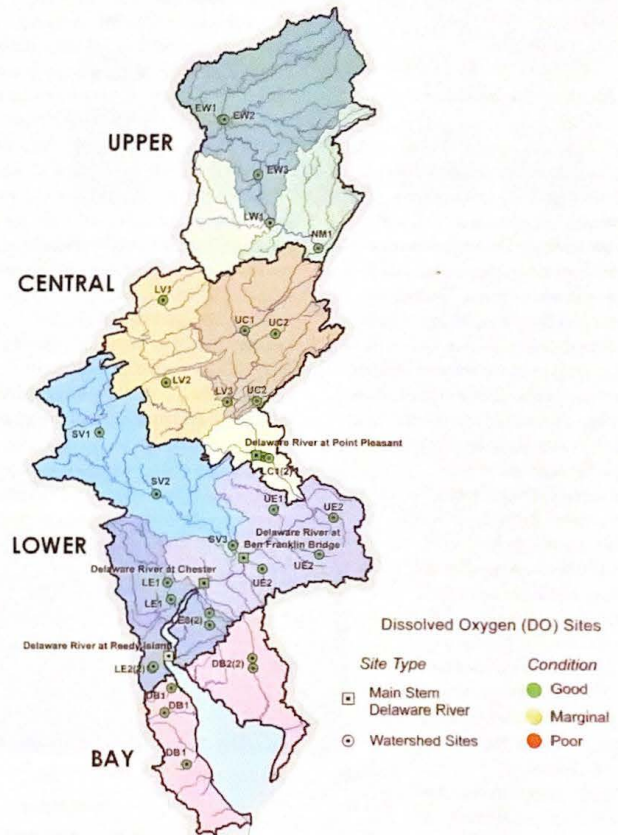 EW1
EW2
UPPER
EW3
LW1
NM1
CENTRAL
LV1
UC1
UC2
LV2
LV3
UC2
SV1
Delaware River at Point Pleasant
LC1(2)
SV2
UE1
UE2
LOWER
SV3
Delaware River at
Ben Franklin Bridge
Delaware River at Chester
UE2
LE1
UE2
LE1
LE3(2)
Dissolved Oxygen (DO) Sites
Delaware River at Reedy Island
LE2(2)
DB2(2)
Site Type
Condition
Main Stem
Delaware River
Good
Marginal
DB1
DB1
Watershed Sites
Poor
BAY
DB1